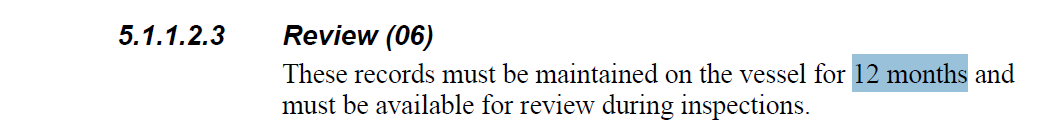 5.1.1.2.3 Review (06)
These records must be maintained on the vessel for 12 months and
must be available for review during inspections.